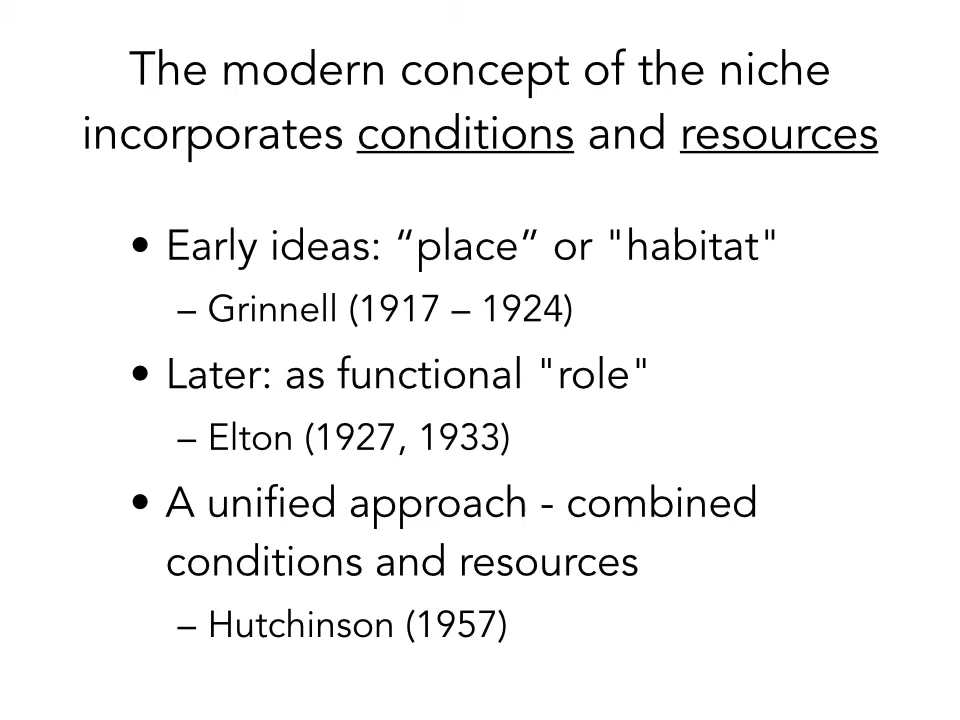 The modern concept of the niche
incorporates conditions and resources
• Early ideas: “place” or "habitat"
– Grinnell (1917 – 1924)
• Later: as functional "role"
– Elton (1927, 1933)
• A unified approach - combined
conditions and resources
– Hutchinson (1957)